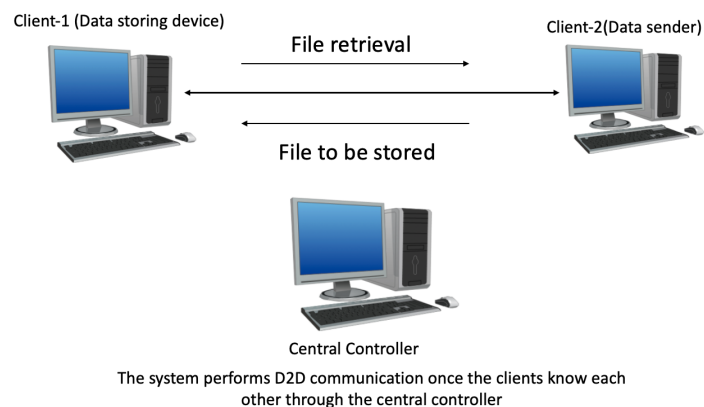 Client-1 (Data storing device)
Client-2(Data sender)
File retrieval
File to be stored
Central Controller
The system performs D2D communication once the clients know each
other through the central controller